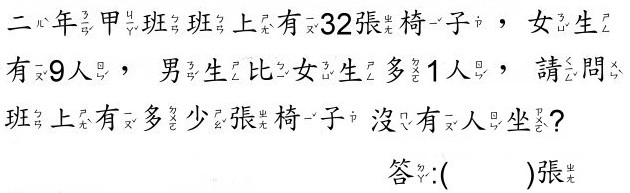 二年甲班班上有32張椅子，女生
有9人，男生比女生多1人，請問
班上有多少張椅子沒有人坐?
答:(　　　)張